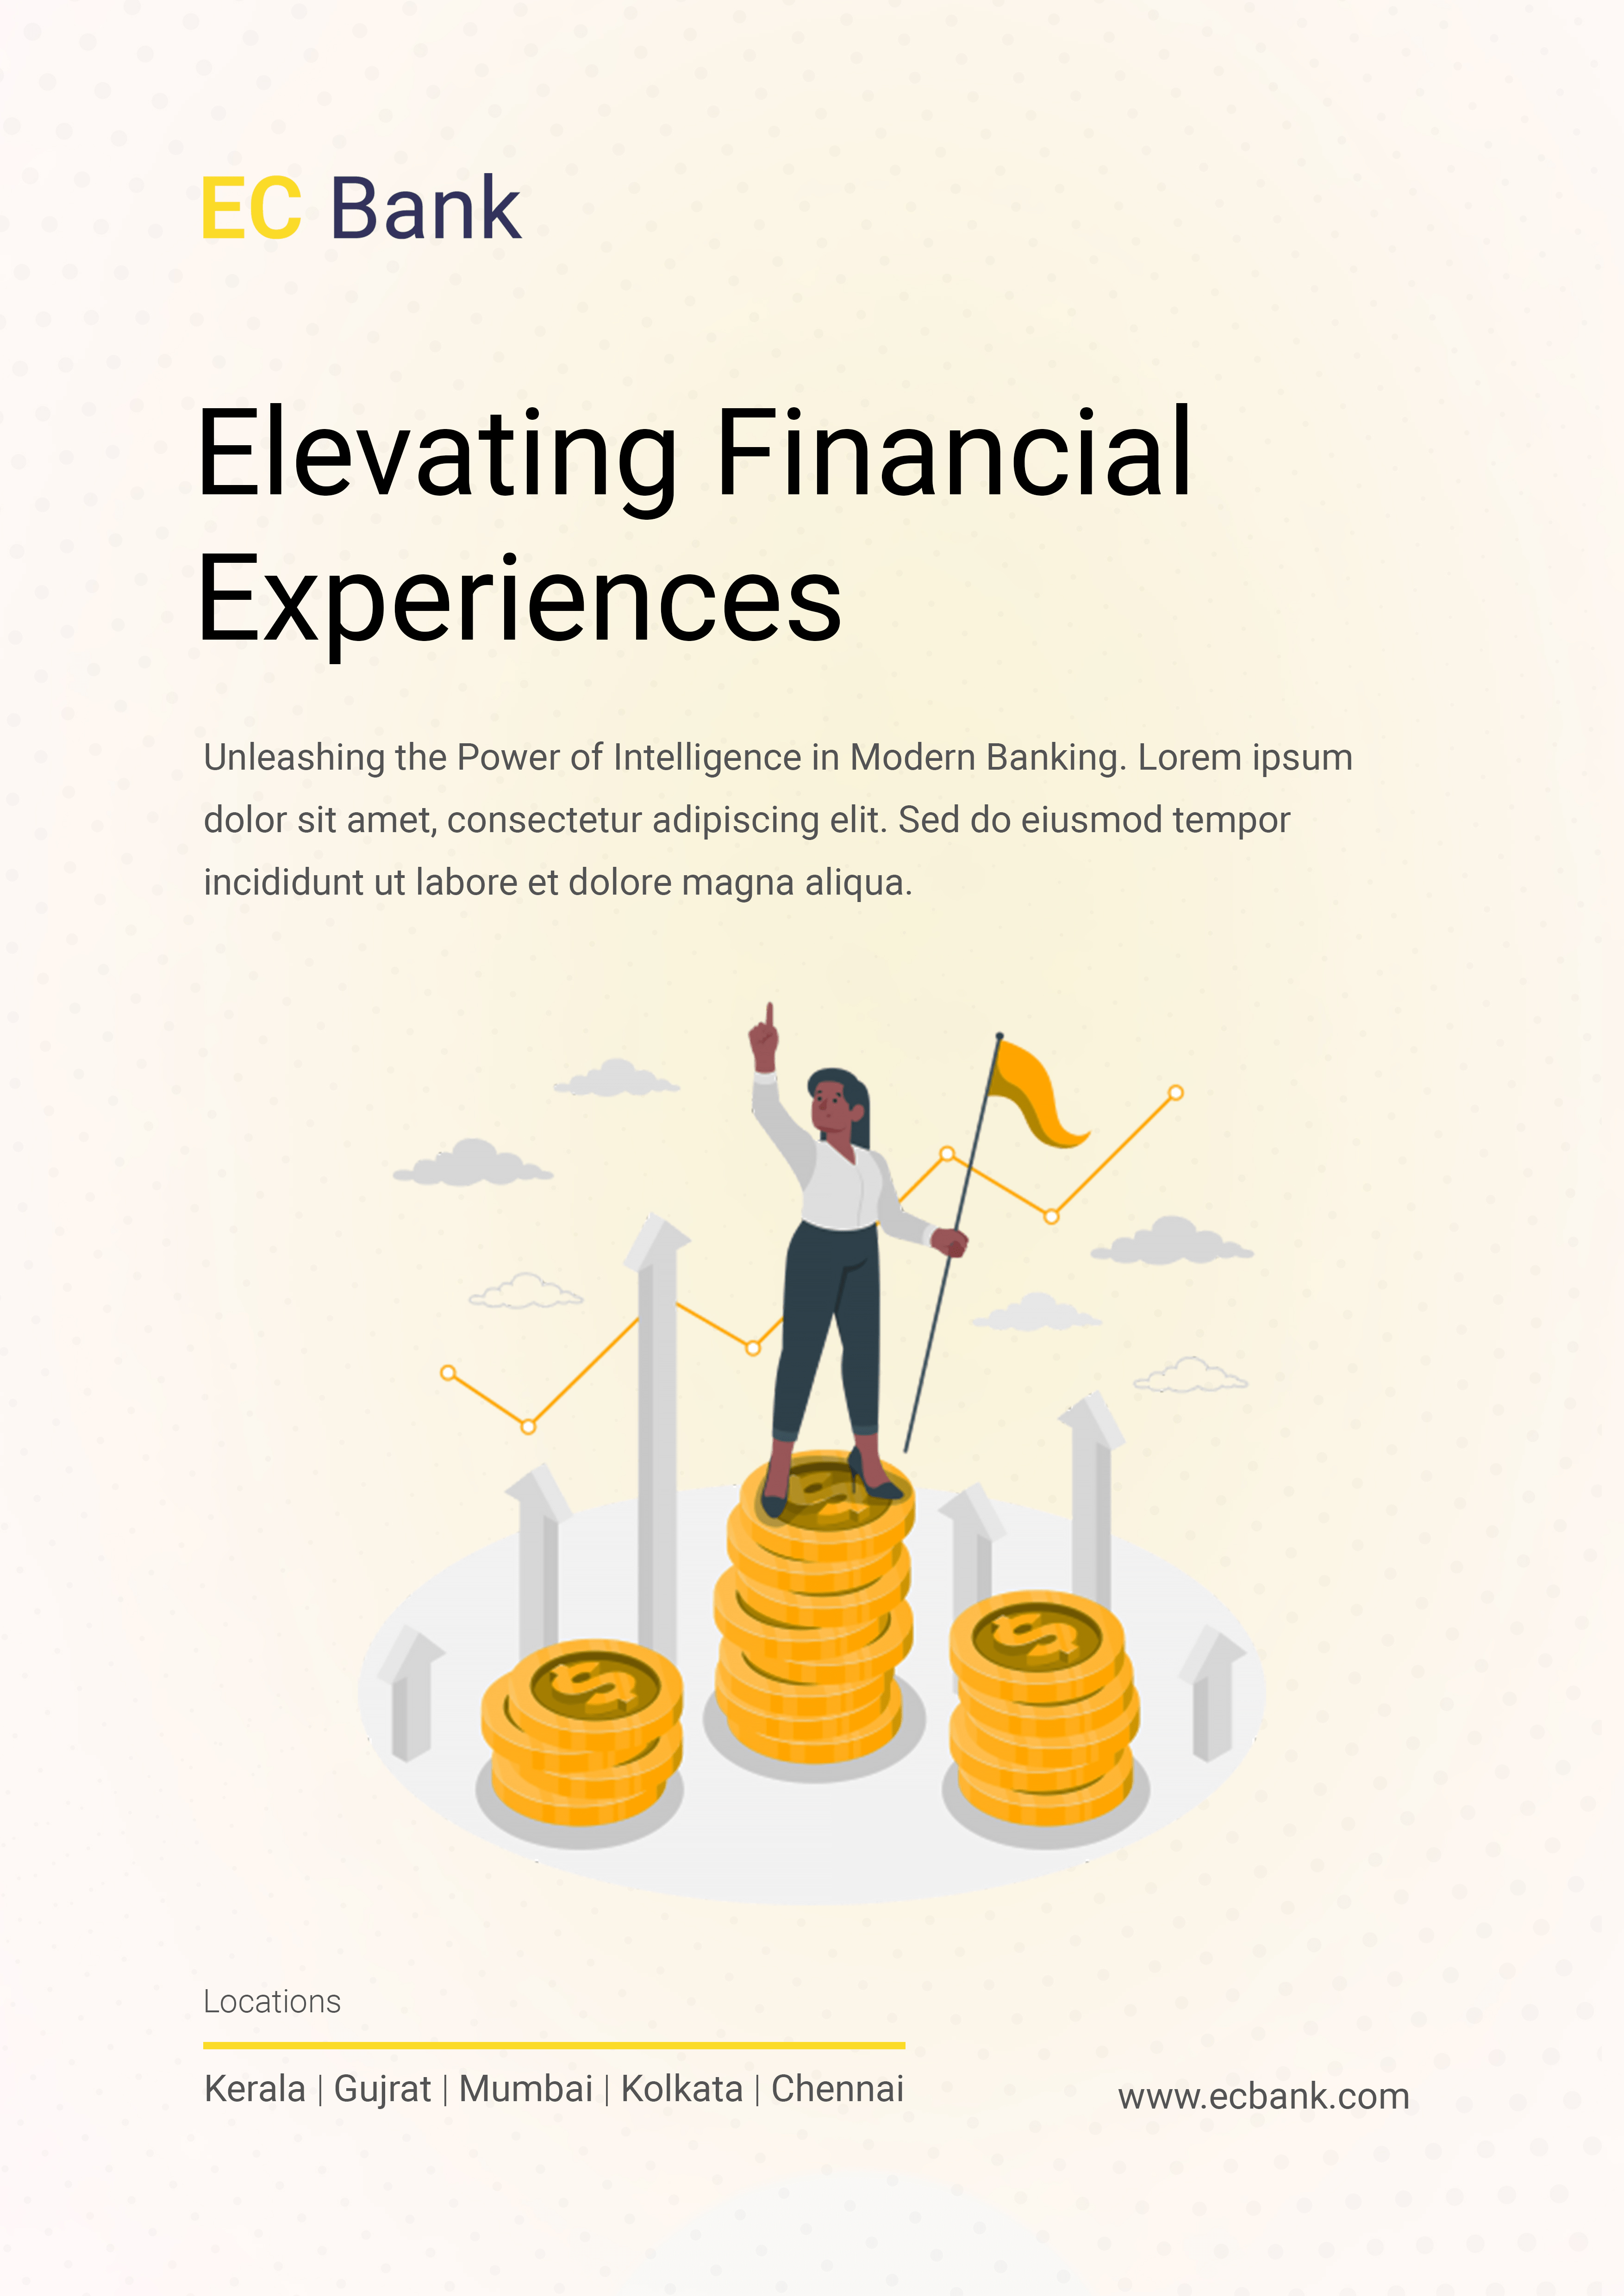 EC Bank
Elevating Financial
Experiences
Unleashing the Power of Intelligence in Modern Banking. Lorem ipsum
dolor sit amet, consectetur adipiscing elit. Sed do eiusmod tempor
incididunt ut labore et dolore magna aliqua.
Locations
Kerala | Gujrat | Mumbai | Kolkata | Chennai
www.ecbank.com